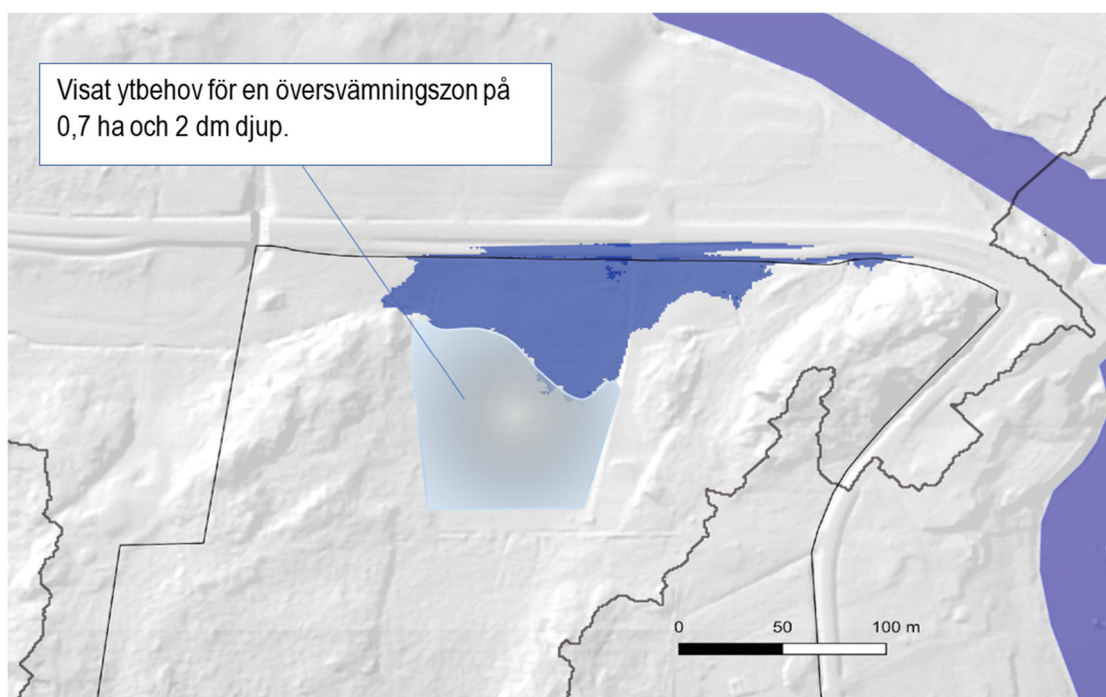 Visat ytbehov för en översvämningszon på
0,7 ha och 2 dm djup.
0 50 100 m